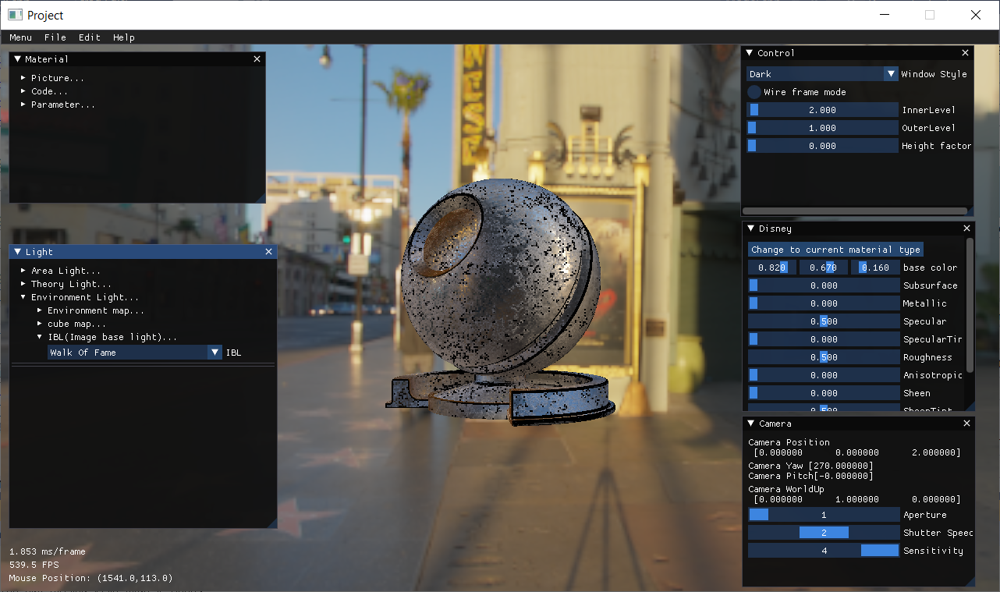 Project
Menu File Edit Help
Material
Picture...
Code...
Parameter...
Light
Area Light...
Theory Light...
Environment Light...
Environment map...
cube map...
IBL(Image base light)...
Walk Of Fame IBL
1.853 ms/frame
539.5 FPS
Mouse Position: (1541.0,113.0)
Control
Dark Window Style
Wire frame mode
2.000 InnerLevel
1.000 OuterLevel
0.000 Height factor
Disney
Change to current material type
0.820 0.670 0.160 base color
0.000 Subsurface
0.000 Metallic
0.500 Specular
0.000 SpecularTin
0.500 Roughness
0.000 Anisotropic
0.000 Sheen
0.500 SheenTint
Camera
Camera Position
[0.000000 0.000000 2.000000]
Camera Yaw [270.000000]
Camera Pitch[-0.000000]
Camera WorldUp
[0.000000 1.000000 0.000000]
1 Aperture
2 Shutter Speed
4 Sensitivity